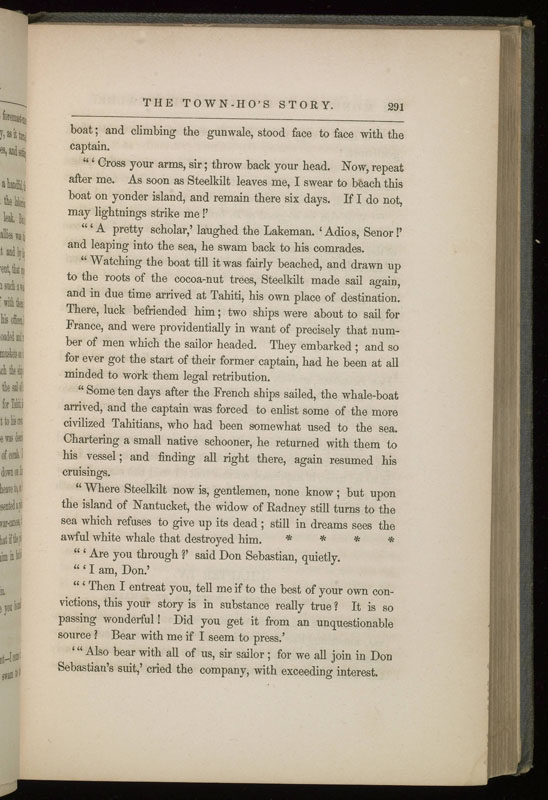 THE TOWN-HO'S STORY. 291
boat; and climbing the gunwale, stood face to face with the
captain.
"'Cross your arms, sir; throw back your head. Now, repeat
after me. As soon as Steelkilt leaves me, I swear to beach this
boat on yonder island, and remain there six days. If I do not,
may lightnings strike me!'
"'A pretty scholar,' laughed the Lakeman. 'Adios, Senor!'
and leaping into the sea, he swam back to his comrades.
"Watching the boat till it was fairly beached, and drawn up
to the roots of the cocoa-nut trees, Steelkilt made sail again,
and in due time arrived at Tahiti, his own place of destination.
There, luck befriended him; two ships were about to sail for
France, and were providentially in want of precisely that num-
ber of men which the sailor headed. They embarked; and so
for ever got the start of their former captain, had he been at all
minded to work them legal retribution.
"Some ten days after the French ships sailed, the whale-boat
arrived, and the captain was forced to enlist some of the more
civilized Tahitians, who had been somewhat used to the sea.
Chartering a small native schooner, he returned with them to
his vessel; and finding all right there, again resumed his
cruisings.
"Where Steelkilt now is, gentlemen, none know; but upon
the island of Nantucket, the widow of Radney still turns to the
sea which refuses to give up its dead; still in dreams sees the
awful white whale that destroyed him. * * * *
"'Are you through?' said Don Sebastian, quietly.
"'I am, Don.'
"'Then I entreat you, tell me if to the best of your own con-
victions, this your story is in substance really true? It is so
passing wonderful! Did you get it from an unquestionable
source? Bear with me if I seem to press.'
'"Also bear with all of us, sir sailor; for we all join in Don
Sebastian's suit,' cried the company, with exceeding interest.